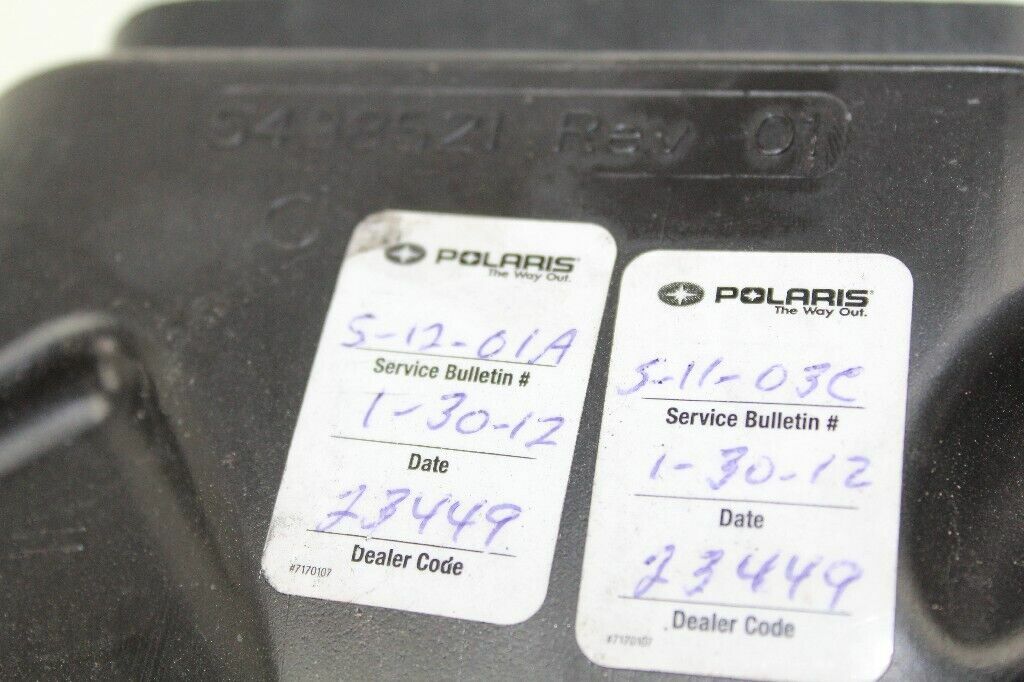 5432521 Rev 01
POLARIS
The Way Out.
S-12-01A
Service Bulletin #
1-30-12
Date
23449
Dealer Code
#7170107
POLARIS
The Way Out.
S-11-03C
Service Bulletin #
1-30-12
Date
23449
Dealer Code
#7170107